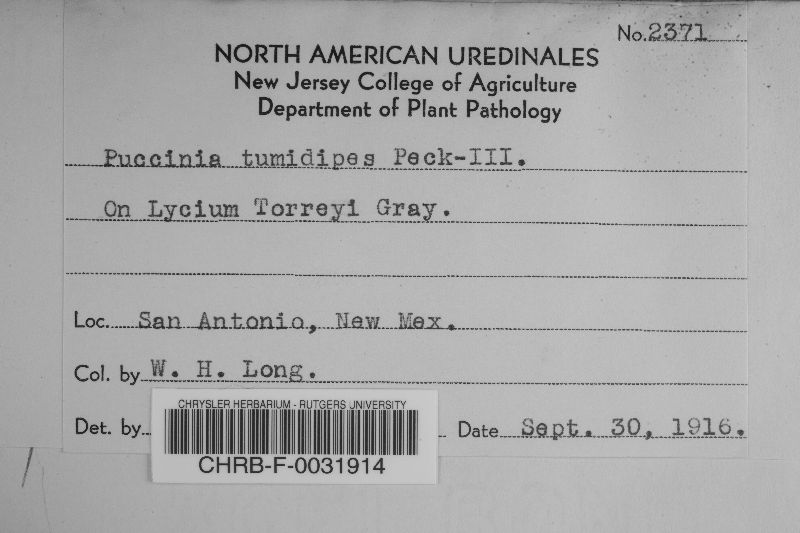 No. 2371
NORTH AMERICAN UREDINALES
New Jersey College of Agriculture
Department of Plant Pathology
Puccinia tumidipes Peck-III.
On Lycium Torreyi Gray.
Loc. San Antonio, New Mex.
Col. by W. H. Long.
Det. by
Date Sept. 30, 1916.
CHRYSLER HERBARIUM - RUTGERS UNIVERSITY
CHRB-F-0031914